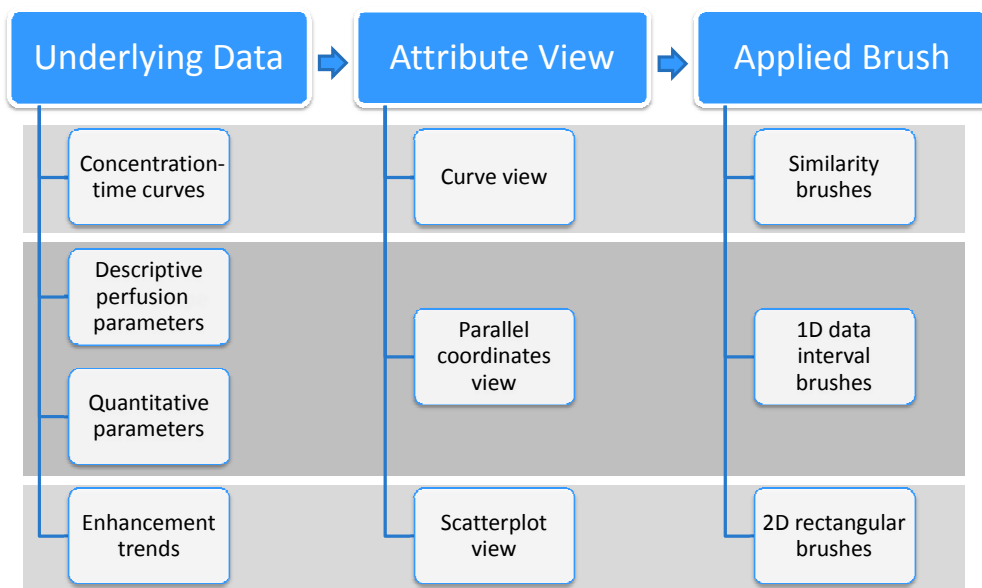 Underlying Data
Attribute View
Applied Brush
Concentration-
time curves
Curve view
Similarity
brushes
Descriptive
perfusion
parameters
Quantitative
parameters
Parallel
coordinates
view
1D data
interval
brushes
Enhancement
trends
Scatterplot
view
2D rectangular
brushes